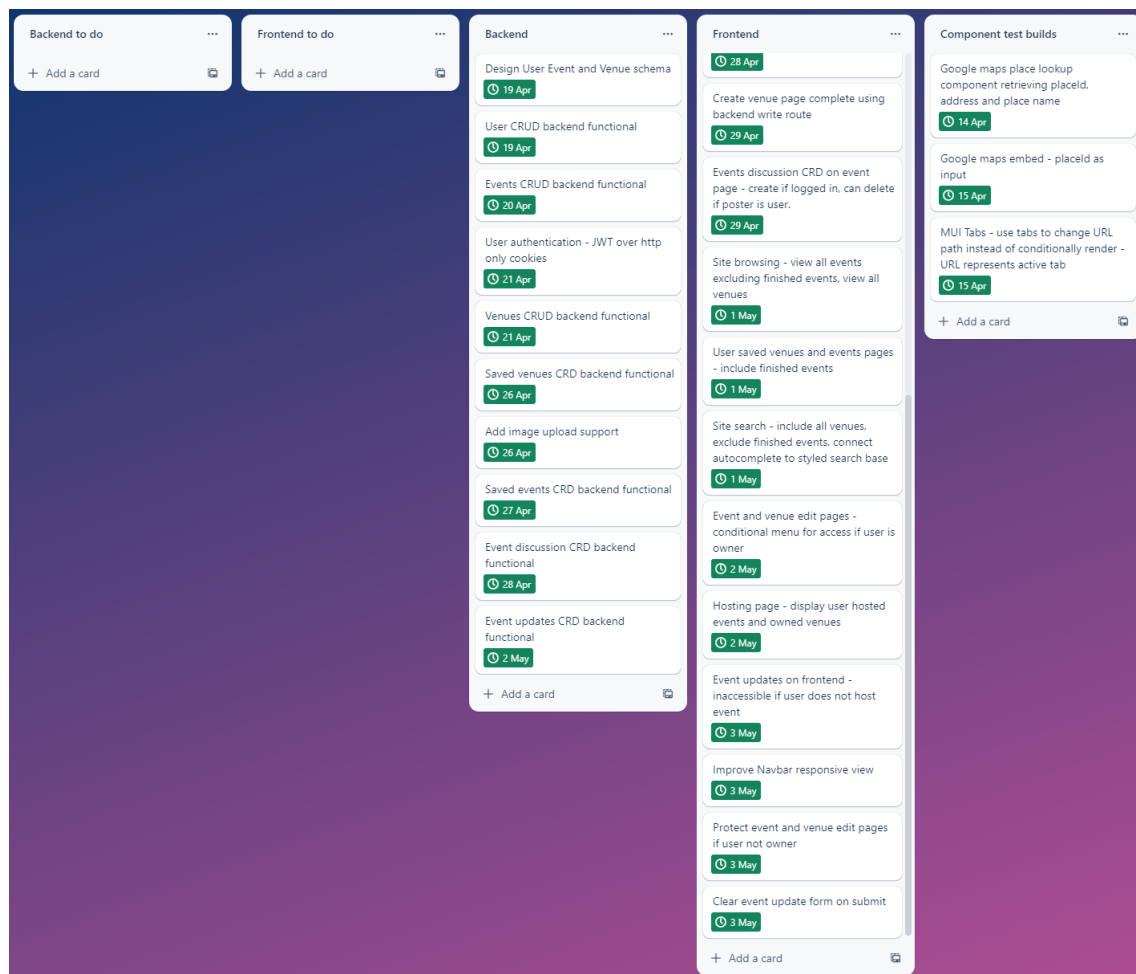 Backend to do
+ Add a card
Frontend to do
+ Add a card
Backend
Design User Event and Venue schema
19 Apr
User CRUD backend functional
19 Apr
Events CRUD backend functional
20 Apr
User authentication - JWT over http
only cookies
21 Apr
Venues CRUD backend functional
21 Apr
Saved venues CRD backend functional
26 Apr
Add image upload support
26 Apr
Saved events CRD backend functional
27 Apr
Event discussion CRD backend
functional
28 Apr
Event updates CRD backend
functional
2 May
+ Add a card
Frontend
28 Apr
Create venue page complete using
backend write route
29 Apr
Events discussion CRD on event
page - create if logged in, can delete
if poster is user.
29 Apr
Site browsing - view all events
excluding finished events, view all
venues
1 May
User saved venues and events pages
- include finished events
1 May
Site search - include all venues,
exclude finished events, connect
autocomplete to styled search base
1 May
Event and venue edit pages -
conditional menu for access if user is
owner
2 May
Hosting page - display user hosted
events and owned venues
2 May
Event updates on frontend -
inaccessible if user does not host
event
3 May
Improve Navbar responsive view
3 May
Protect event and venue edit pages
if user not owner
3 May
Clear event update form on submit
3 May
+ Add a card
Component test builds
Google maps place lookup
component retrieving placeId,
address and place name
14 Apr
Google maps embed - placeId as
input
15 Apr
MUI Tabs - use tabs to change URL
path instead of conditionally render -
URL represents active tab
15 Apr
+ Add a card